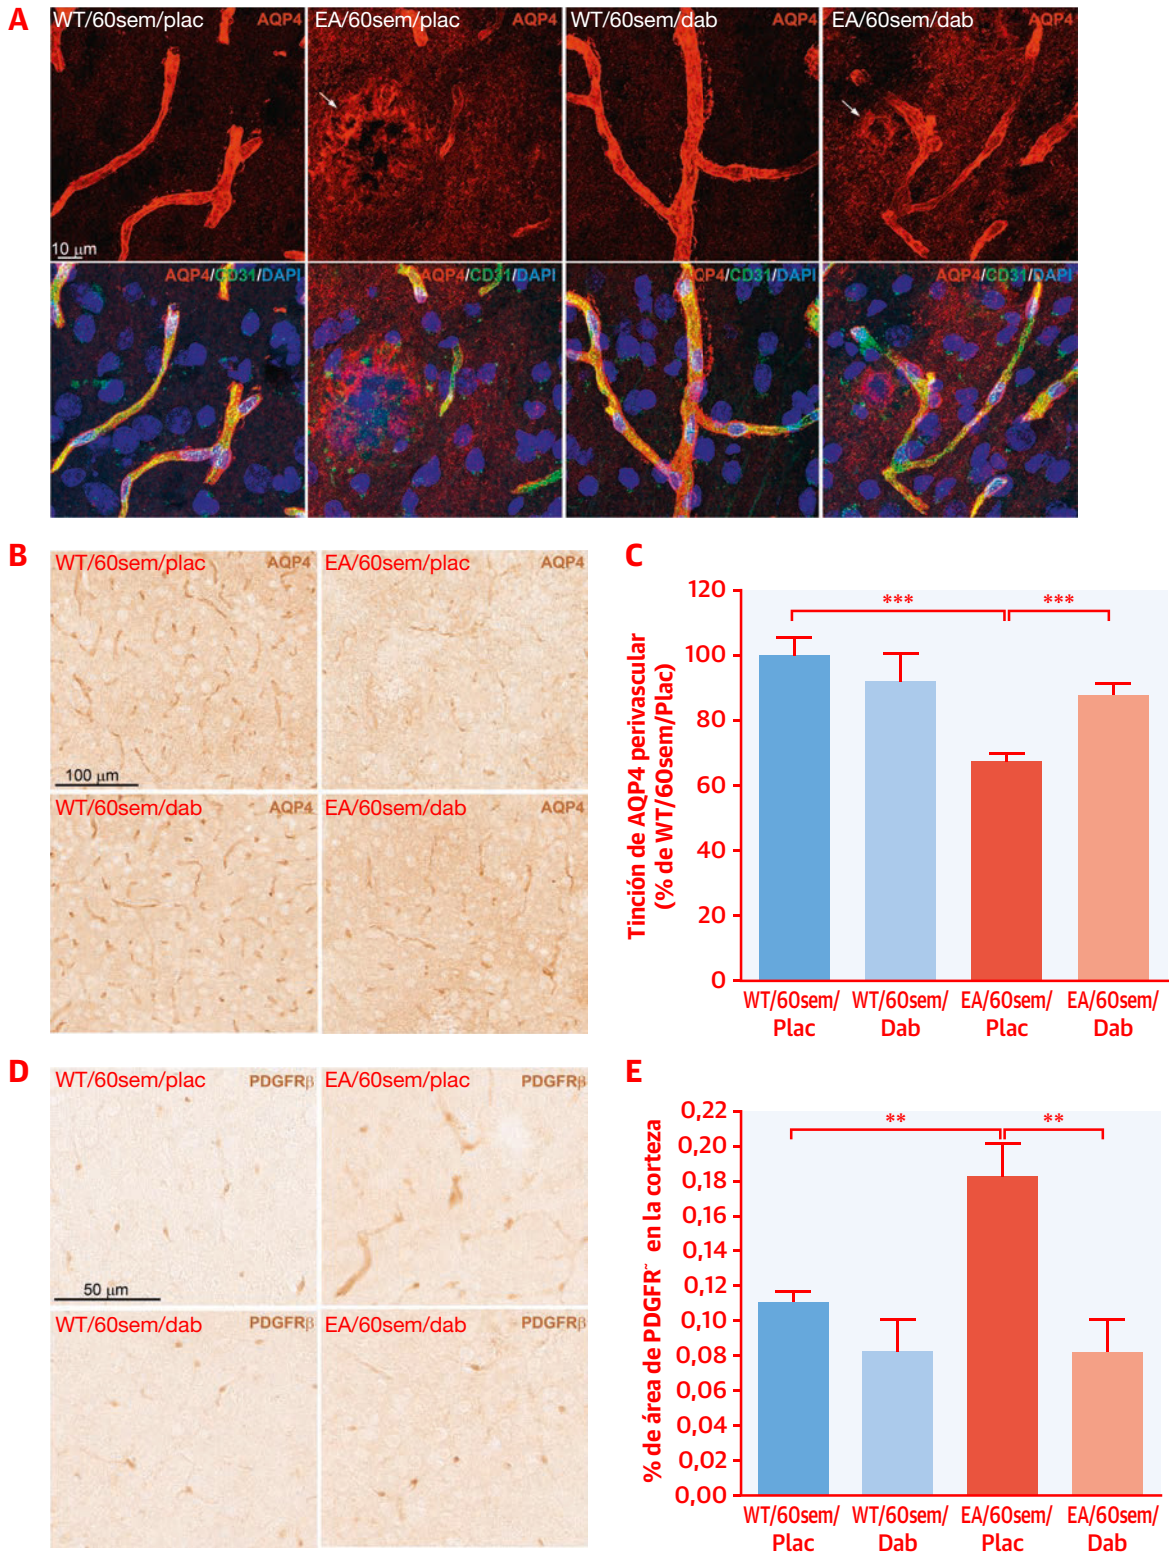 A
WT/60sem/plac AQP4
EA/60sem/plac AQP4
WT/60sem/dab AQP4
EA/60sem/dab AQP4
10 μm
AQP4/CD31/DAPI
AQP4/CD31/DAPI
AQP4/CD31/DAPI
AQP4/CD31/DAPI
B
WT/60sem/plac AQP4
EA/60sem/plac AQP4
100 μm
WT/60sem/dab AQP4
EA/60sem/dab AQP4
C
Tinción de AQP4 perivascular
(% de WT/60sem/Plac)
120
100
80
60
40
20
0
***
***
WT/60sem/
Plac
WT/60sem/
Dab
EA/60sem/
Plac
EA/60sem/
Dab
D
WT/60sem/plac PDGFRβ
EA/60sem/plac PDGFRβ
50 μm
WT/60sem/dab PDGFRβ
EA/60sem/dab PDGFRβ
E
% de área de PDGFR˜ en la corteza
0,22
0,20
0,18
0,16
0,14
0,12
0,10
0,08
0,06
0,04
0,02
0,00
**
**
WT/60sem/
Plac
WT/60sem/
Dab
EA/60sem/
Plac
EA/60sem/
Dab